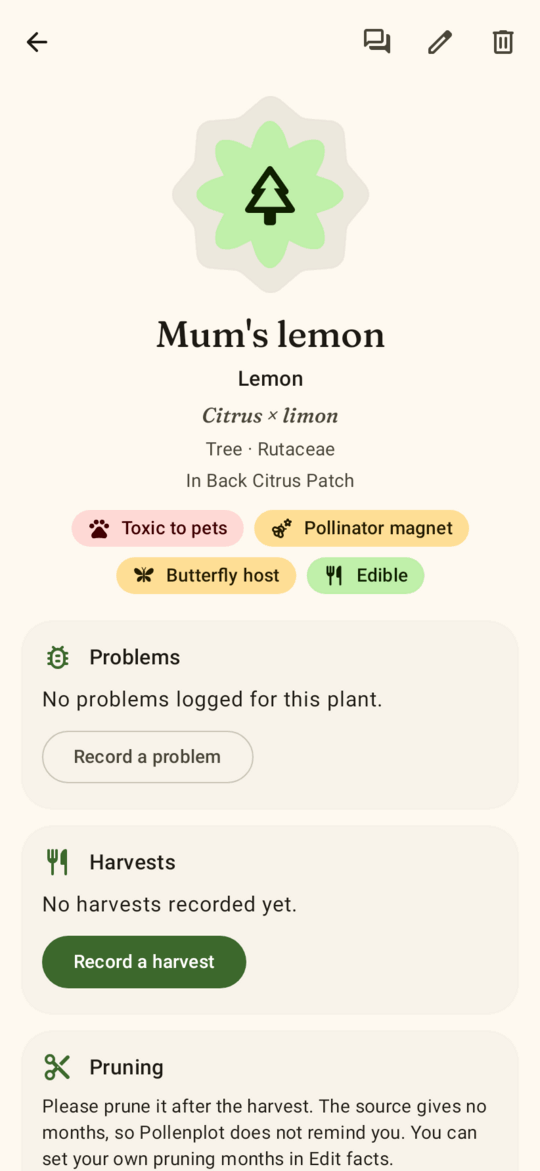 Mum's lemon
Lemon
Citrus × limon
Tree · Rutaceae
In Back Citrus Patch
Toxic to pets
Pollinator magnet
Butterfly host
Edible
Problems
No problems logged for this plant.
Record a problem
Harvests
No harvests recorded yet.
Record a harvest
Pruning
Please prune it after the harvest. The source gives no
months, so Pollenplot does not remind you. You can
set your own pruning months in Edit facts.